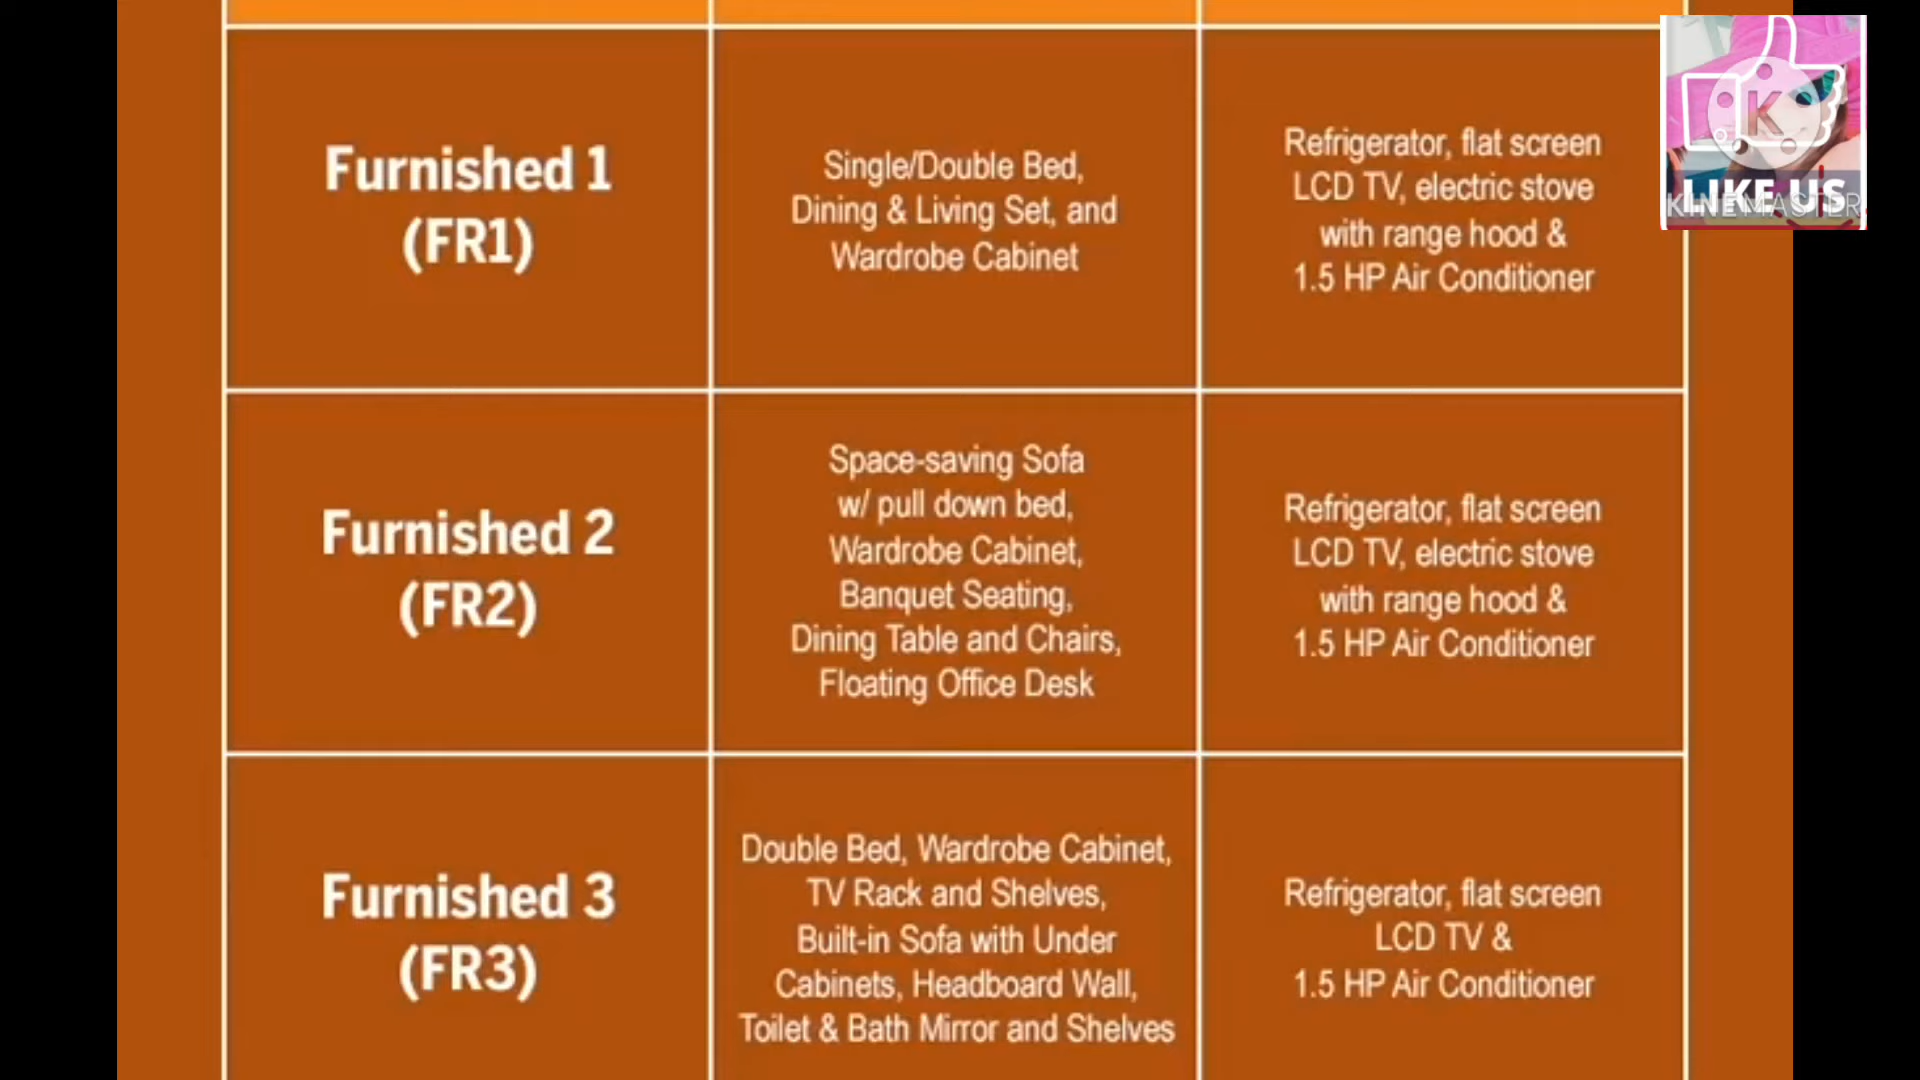 Furnished 1
(FR1)
Single/Double Bed,
Dining & Living Set, and
Wardrobe Cabinet
Refrigerator, flat screen
LCD TV, electric stove
with range hood &
1.5 HP Air Conditioner
Furnished 2
(FR2)
Space-saving Sofa
w/ pull down bed,
Wardrobe Cabinet,
Banquet Seating,
Dining Table and Chairs,
Floating Office Desk
Refrigerator, flat screen
LCD TV, electric stove
with range hood &
1.5 HP Air Conditioner
Furnished 3
(FR3)
Double Bed, Wardrobe Cabinet,
TV Rack and Shelves,
Built-in Sofa with Under
Cabinets, Headboard Wall,
Toilet & Bath Mirror and Shelves
Refrigerator, flat screen
LCD TV &
1.5 HP Air Conditioner
K
LIKE US
KINEMASTER